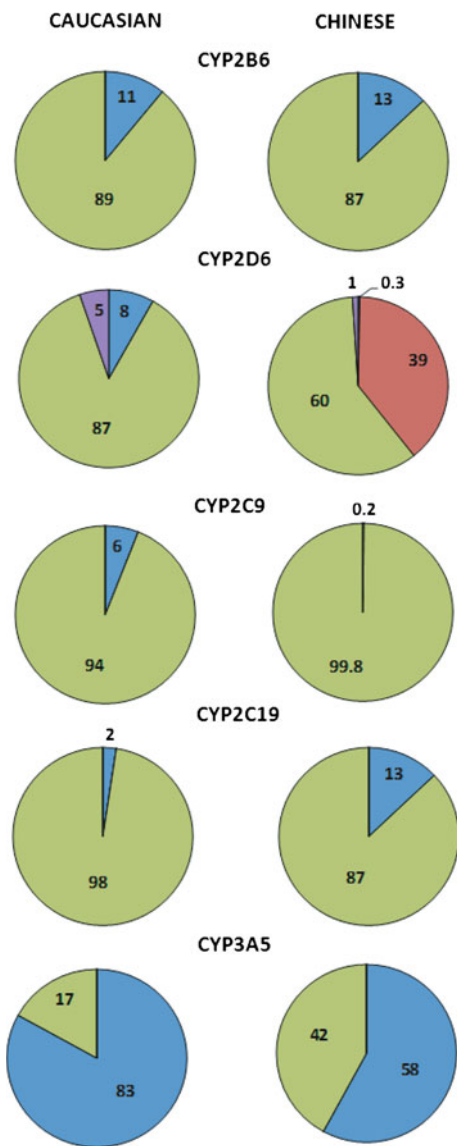 CAUCASIAN CHINESE
CYP2B6
11 13
89 87
CYP2D6
1 0.3
5 8 39
60
87
CYP2C9
0.2
6
94 99.8
CYP2C19
2
13
98 87
CYP3A5
17
42
83 58